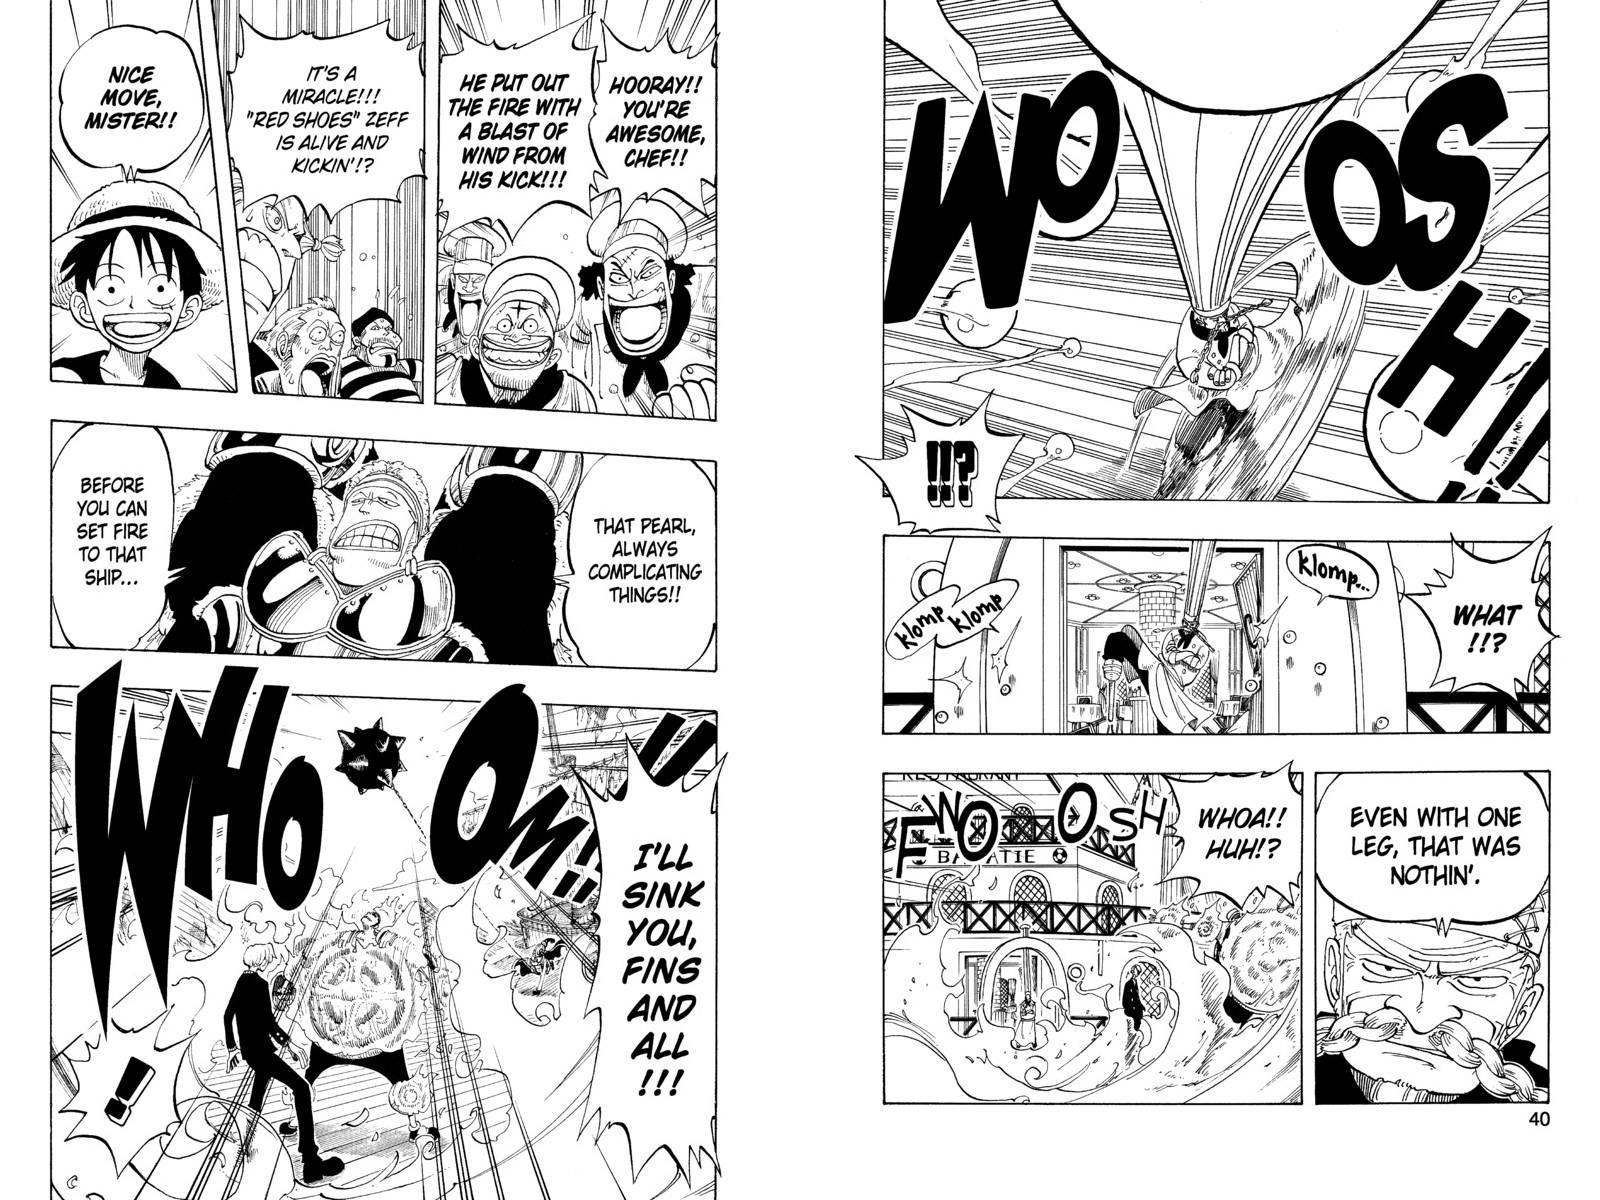 WO
OS
H!!
!!?
WHAT
!!?
Klomp...
Klomp
Klomp
EVEN WITH ONE
LEG, THAT WAS
NOTHIN'.
WHOA!!
HUH!?
FWOOSH
RESTAURANT
BARATIE
40
HOORAY!!
YOU'RE
AWESOME,
CHEF!!
HE PUT OUT
THE FIRE WITH
A BLAST OF
WIND FROM
HIS KICK!!!
IT'S A
MIRACLE!!!
"RED SHOES" ZEFF
IS ALIVE AND
KICKIN'!?
NICE
MOVE,
MISTER!!
THAT PEARL,
ALWAYS
COMPLICATING
THINGS!!
BEFORE
YOU CAN
SET FIRE
TO THAT
SHIP...
I'LL
SINK
YOU,
FINS
AND
ALL
!!!
WHOOM!!
!